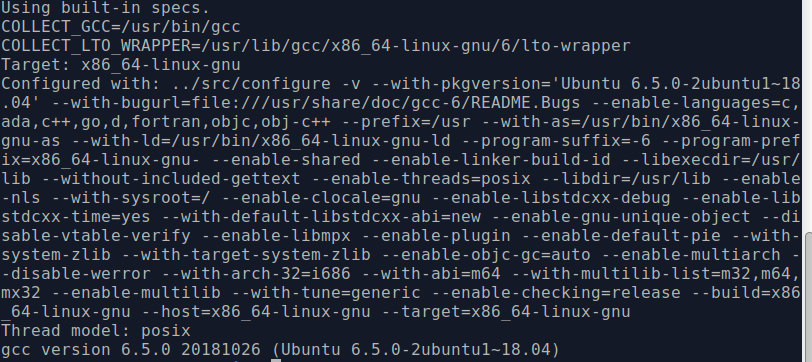 Using built-in specs.
COLLECT_GCC=/usr/bin/gcc
COLLECT_LTO_WRAPPER=/usr/lib/gcc/x86_64-linux-gnu/6/lto-wrapper
Target: x86_64-linux-gnu
Configured with: ../src/configure -v --with-pkgversion='Ubuntu 6.5.0-2ubuntu1~18
.04' --with-bugurl=file:///usr/share/doc/gcc-6/README.Bugs --enable-languages=c,
ada,c++,go,d,fortran,objc,obj-c++ --prefix=/usr --with-as=/usr/bin/x86_64-linux-
gnu-as --with-ld=/usr/bin/x86_64-linux-gnu-ld --program-suffix=-6 --program-pref
ix=x86_64-linux-gnu- --enable-shared --enable-linker-build-id --libexecdir=/usr/
lib --without-included-gettext --enable-threads=posix --libdir=/usr/lib --enable
-nls --with-sysroot=/ --enable-clocale=gnu --enable-libstdcxx-debug --enable-lib
stdcxx-time=yes --with-default-libstdcxx-abi=new --enable-gnu-unique-object --di
sable-vtable-verify --enable-libmpx --enable-plugin --enable-default-pie --with-
system-zlib --with-target-system-zlib --enable-objc-gc=auto --enable-multiarch -
-disable-werror --with-arch-32=i686 --with-abi=m64 --with-multilib-list=m32,m64,
mx32 --enable-multilib --with-tune=generic --enable-checking=release --build=x86
_64-linux-gnu --host=x86_64-linux-gnu --target=x86_64-linux-gnu
Thread model: posix
gcc version 6.5.0 20181026 (Ubuntu 6.5.0-2ubuntu1~18.04)